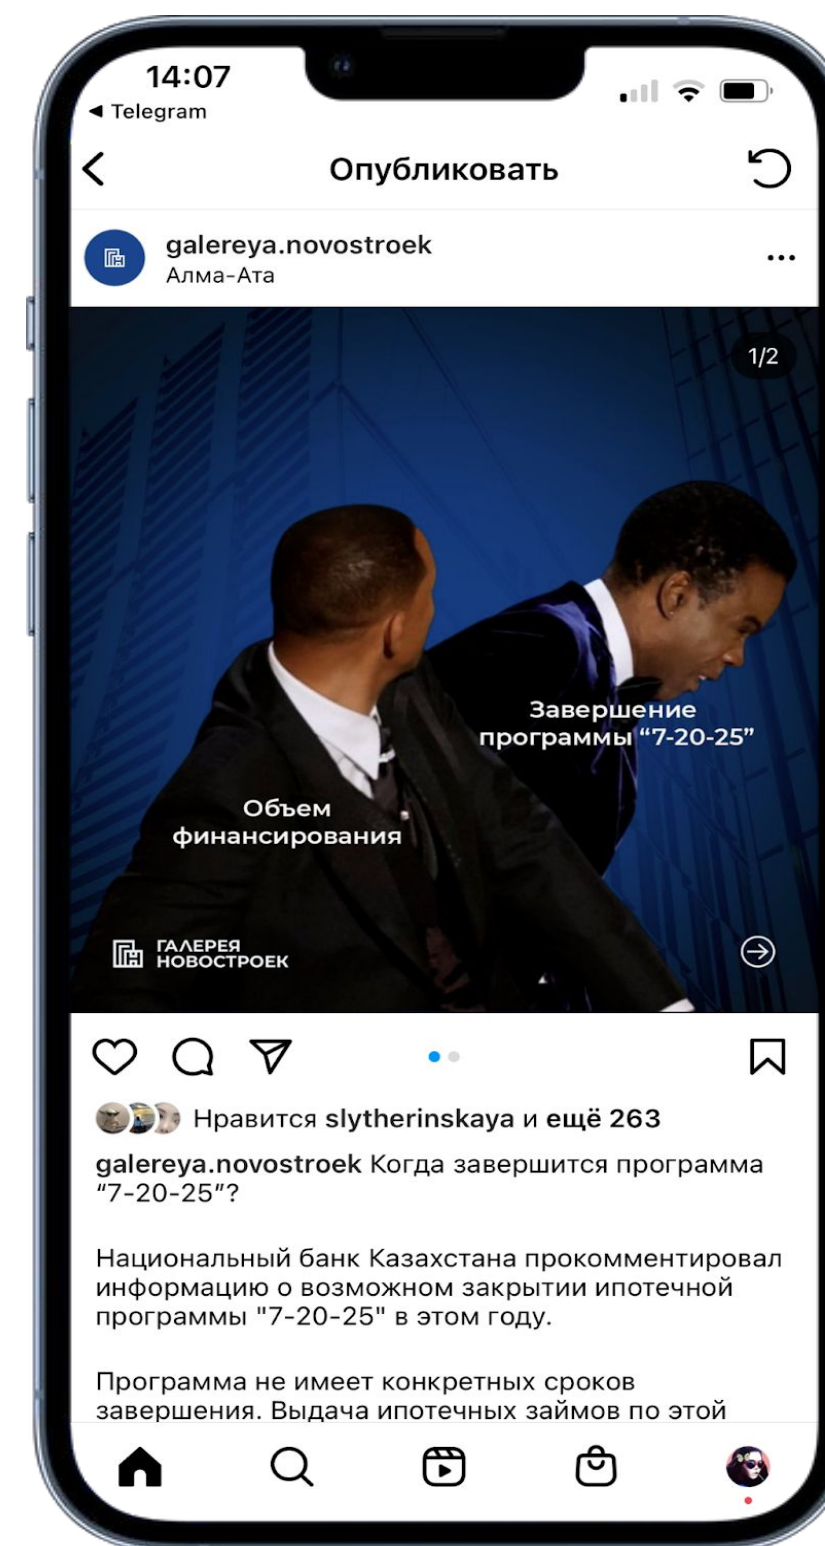 14:07
◀ Telegram
Опубликовать
galereya.novostroek
Алма-Ата
1/2
Завершение
программы “7-20-25”
Объем
финансирования
ГАЛЕРЕЯ
НОВОСТРОЕК
Нравится slytherinskaya и ещё 263
galereya.novostroek Когда завершится программа
“7-20-25”?
Национальный банк Казахстана прокомментировал
информацию о возможном закрытии ипотечной
программы "7-20-25" в этом году.
Программа не имеет конкретных сроков
завершения. Выдача ипотечных займов по этой